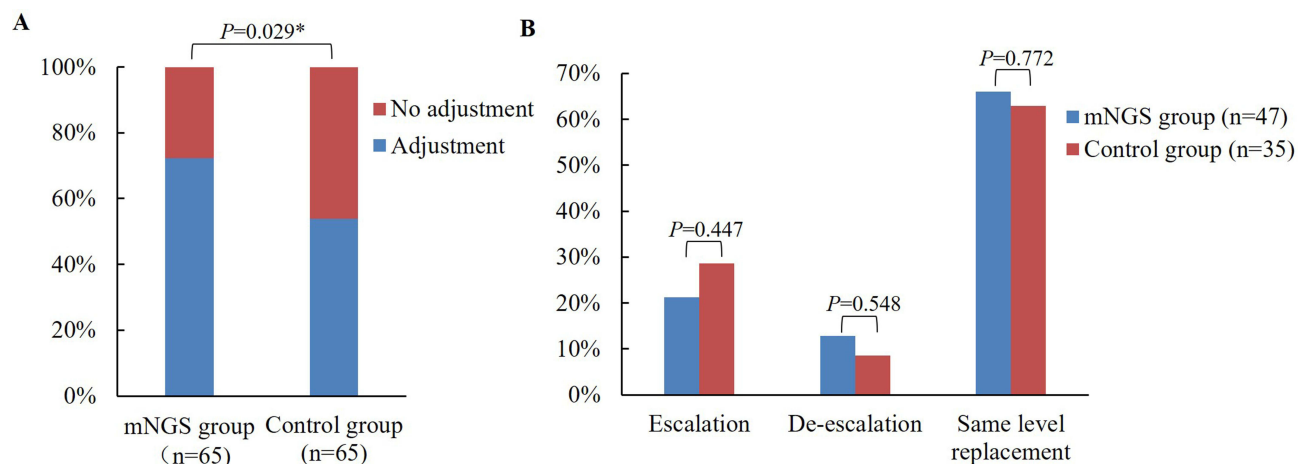 A
P=0.029*
100%
80%
60%
40%
20%
0%
No adjustment
Adjustment
mNGS group
（n=65)
Control group
(n=65)
B
70%
60%
50%
40%
30%
20%
10%
0%
P=0.447
P=0.548
P=0.772
mNGS group (n=47)
Control group (n=35)
Escalation
De-escalation
Same level
replacement